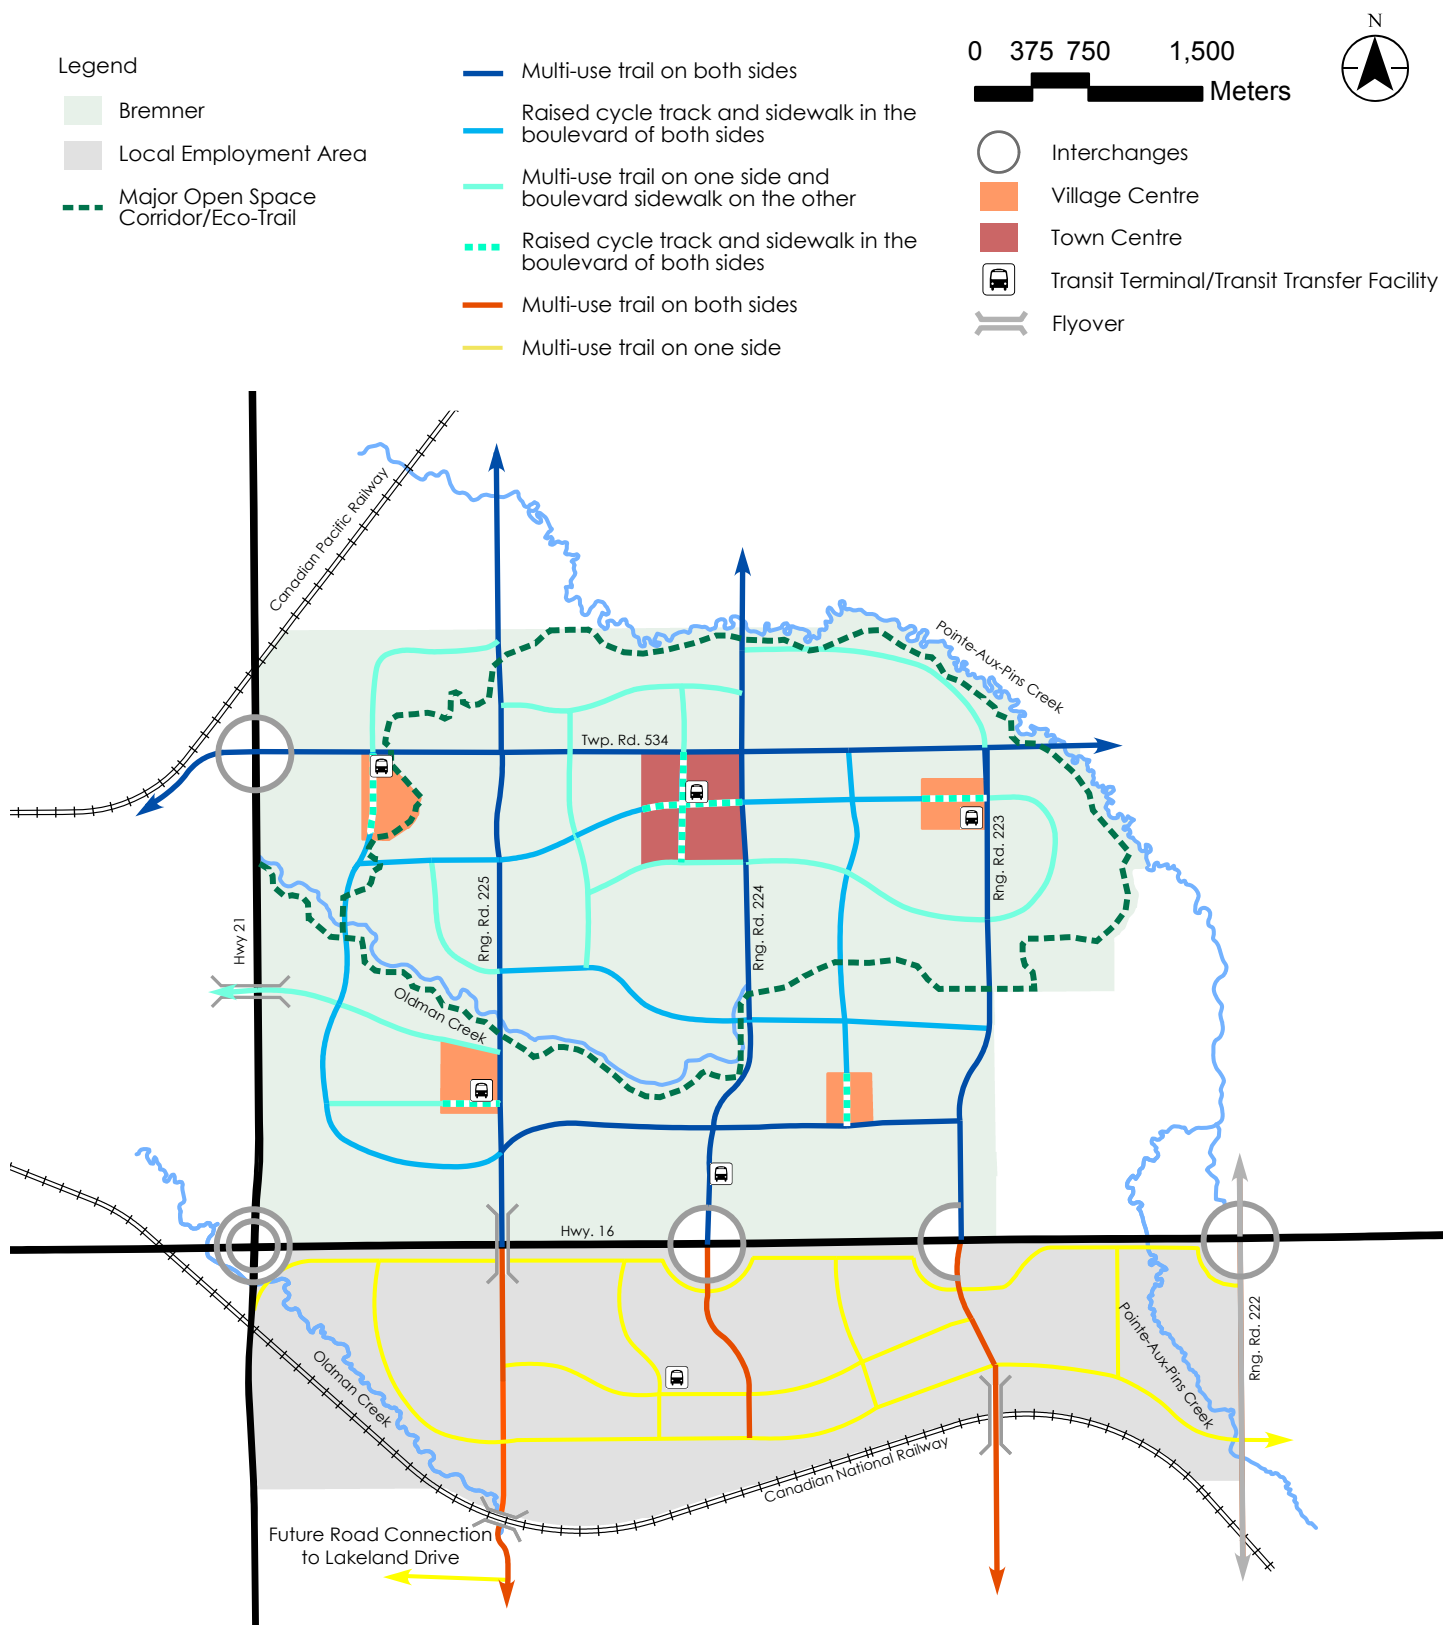 Legend
Bremner
Local Employment Area
Major Open Space
Corridor/Eco-Trail
Multi-use trail on both sides
Raised cycle track and sidewalk in the
boulevard of both sides
Multi-use trail on one side and
boulevard sidewalk on the other
Raised cycle track and sidewalk in the
boulevard of both sides
Multi-use trail on both sides
Multi-use trail on one side
0 375 750 1,500
Meters
N
Interchanges
Village Centre
Town Centre
Transit Terminal/Transit Transfer Facility
Flyover
Canadian Pacific Railway
Pointe-Aux-Pins Creek
Twp. Rd. 534
Rng. Rd. 223
Rng. Rd. 225
Rng. Rd. 224
Hwy 21
Oldman Creek
Hwy. 16
Rng. Rd. 222
Pointe-Aux-Pins Creek
Oldman Creek
Canadian National Railway
Future Road Connection
to Lakeland Drive